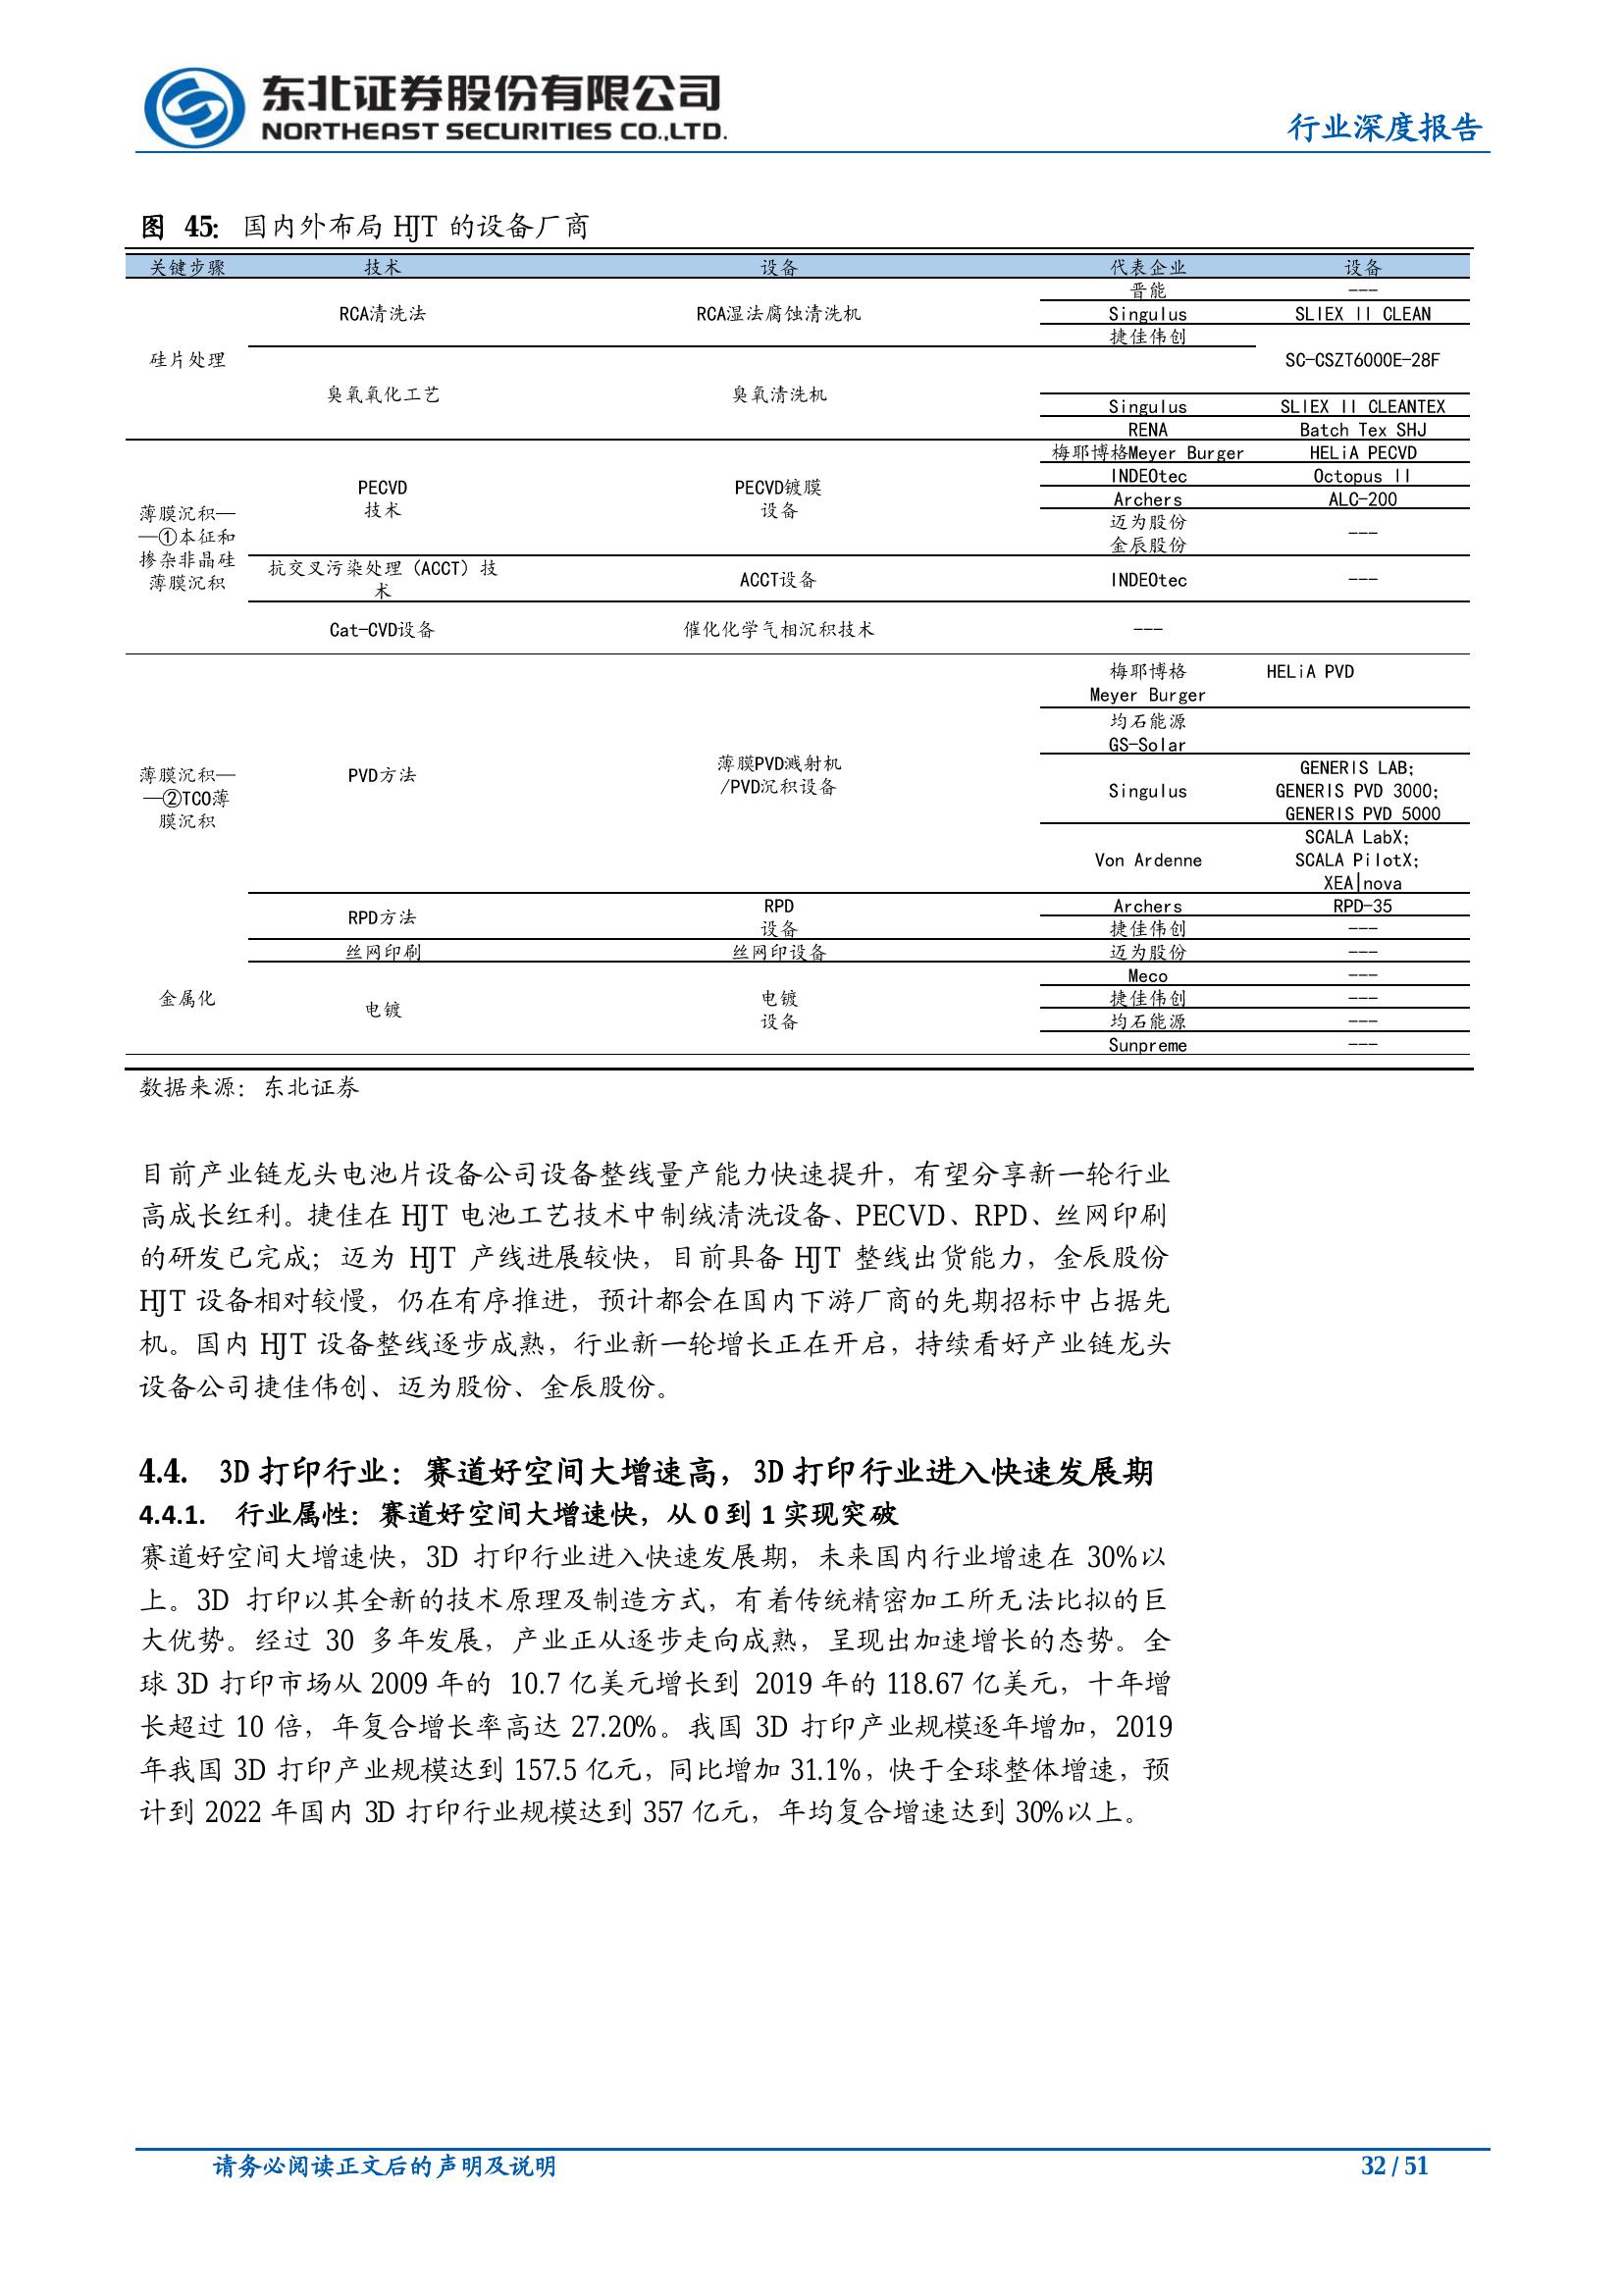 东北证券股份有限公司
NORTHEAST SECURITIES CO.,LTD.
行业深度报告
图 45：国内外布局 HJT 的设备厂商
关键步骤 技术 设备 代表企业 设备
硅片处理 RCA清洗法 RCA湿法腐蚀清洗机 晋能 ---
Singulus SLIEX II CLEAN
捷佳伟创 SC-CSZT6000E-28F
臭氧氧化工艺 臭氧清洗机
Singulus SLIEX II CLEANTEX
RENA Batch Tex SHJ
薄膜沉积—
—①本征和
掺杂非晶硅
薄膜沉积
PECVD
技术
PECVD镀膜
设备
梅耶博格Meyer Burger HELiA PECVD
INDEOtec Octopus II
Archers ALC-200
迈为股份
金辰股份
---
抗交叉污染处理（ACCT）技
术
ACCT设备 INDEOtec ---
Cat-CVD设备 催化化学气相沉积技术 ---
薄膜沉积—
—②TCO薄
膜沉积
PVD方法
薄膜PVD溅射机
/PVD沉积设备
梅耶博格 HELiA PVD
Meyer Burger
均石能源
GS-Solar
Singulus
GENERIS LAB；
GENERIS PVD 3000；
GENERIS PVD 5000
Von Ardenne
SCALA LabX；
SCALA PilotX；
XEA|nova
RPD方法
RPD
设备
Archers RPD-35
捷佳伟创 ---
金属化
丝网印刷 丝网印设备 迈为股份 ---
电镀
电镀
设备
Meco ---
捷佳伟创 ---
均石能源 ---
Sunpreme ---
数据来源：东北证券
目前产业链龙头电池片设备公司设备整线量产能力快速提升，有望分享新一轮行业
高成长红利。捷佳在 HJT 电池工艺技术中制绒清洗设备、PECVD、RPD、丝网印刷
的研发已完成；迈为 HJT 产线进展较快，目前具备 HJT 整线出货能力，金辰股份
HJT 设备相对较慢，仍在有序推进，预计都会在国内下游厂商的先期招标中占据先
机。国内 HJT 设备整线逐步成熟，行业新一轮增长正在开启，持续看好产业链龙头
设备公司捷佳伟创、迈为股份、金辰股份。
4.4. 3D 打印行业：赛道好空间大增速高，3D 打印行业进入快速发展期
4.4.1. 行业属性：赛道好空间大增速快，从 0 到 1 实现突破
赛道好空间大增速快，3D 打印行业进入快速发展期，未来国内行业增速在 30%以
上。3D 打印以其全新的技术原理及制造方式，有着传统精密加工所无法比拟的巨
大优势。经过 30 多年发展，产业正从逐步走向成熟，呈现出加速增长的态势。全
球 3D 打印市场从 2009 年的 10.7 亿美元增长到 2019 年的 118.67 亿美元，十年增
长超过 10 倍，年复合增长率高达 27.20%。我国 3D 打印产业规模逐年增加，2019
年我国 3D 打印产业规模达到 157.5 亿元，同比增加 31.1%，快于全球整体增速，预
计到 2022 年国内 3D 打印行业规模达到 357 亿元，年均复合增速达到 30%以上。
请务必阅读正文后的声明及说明
32 / 51